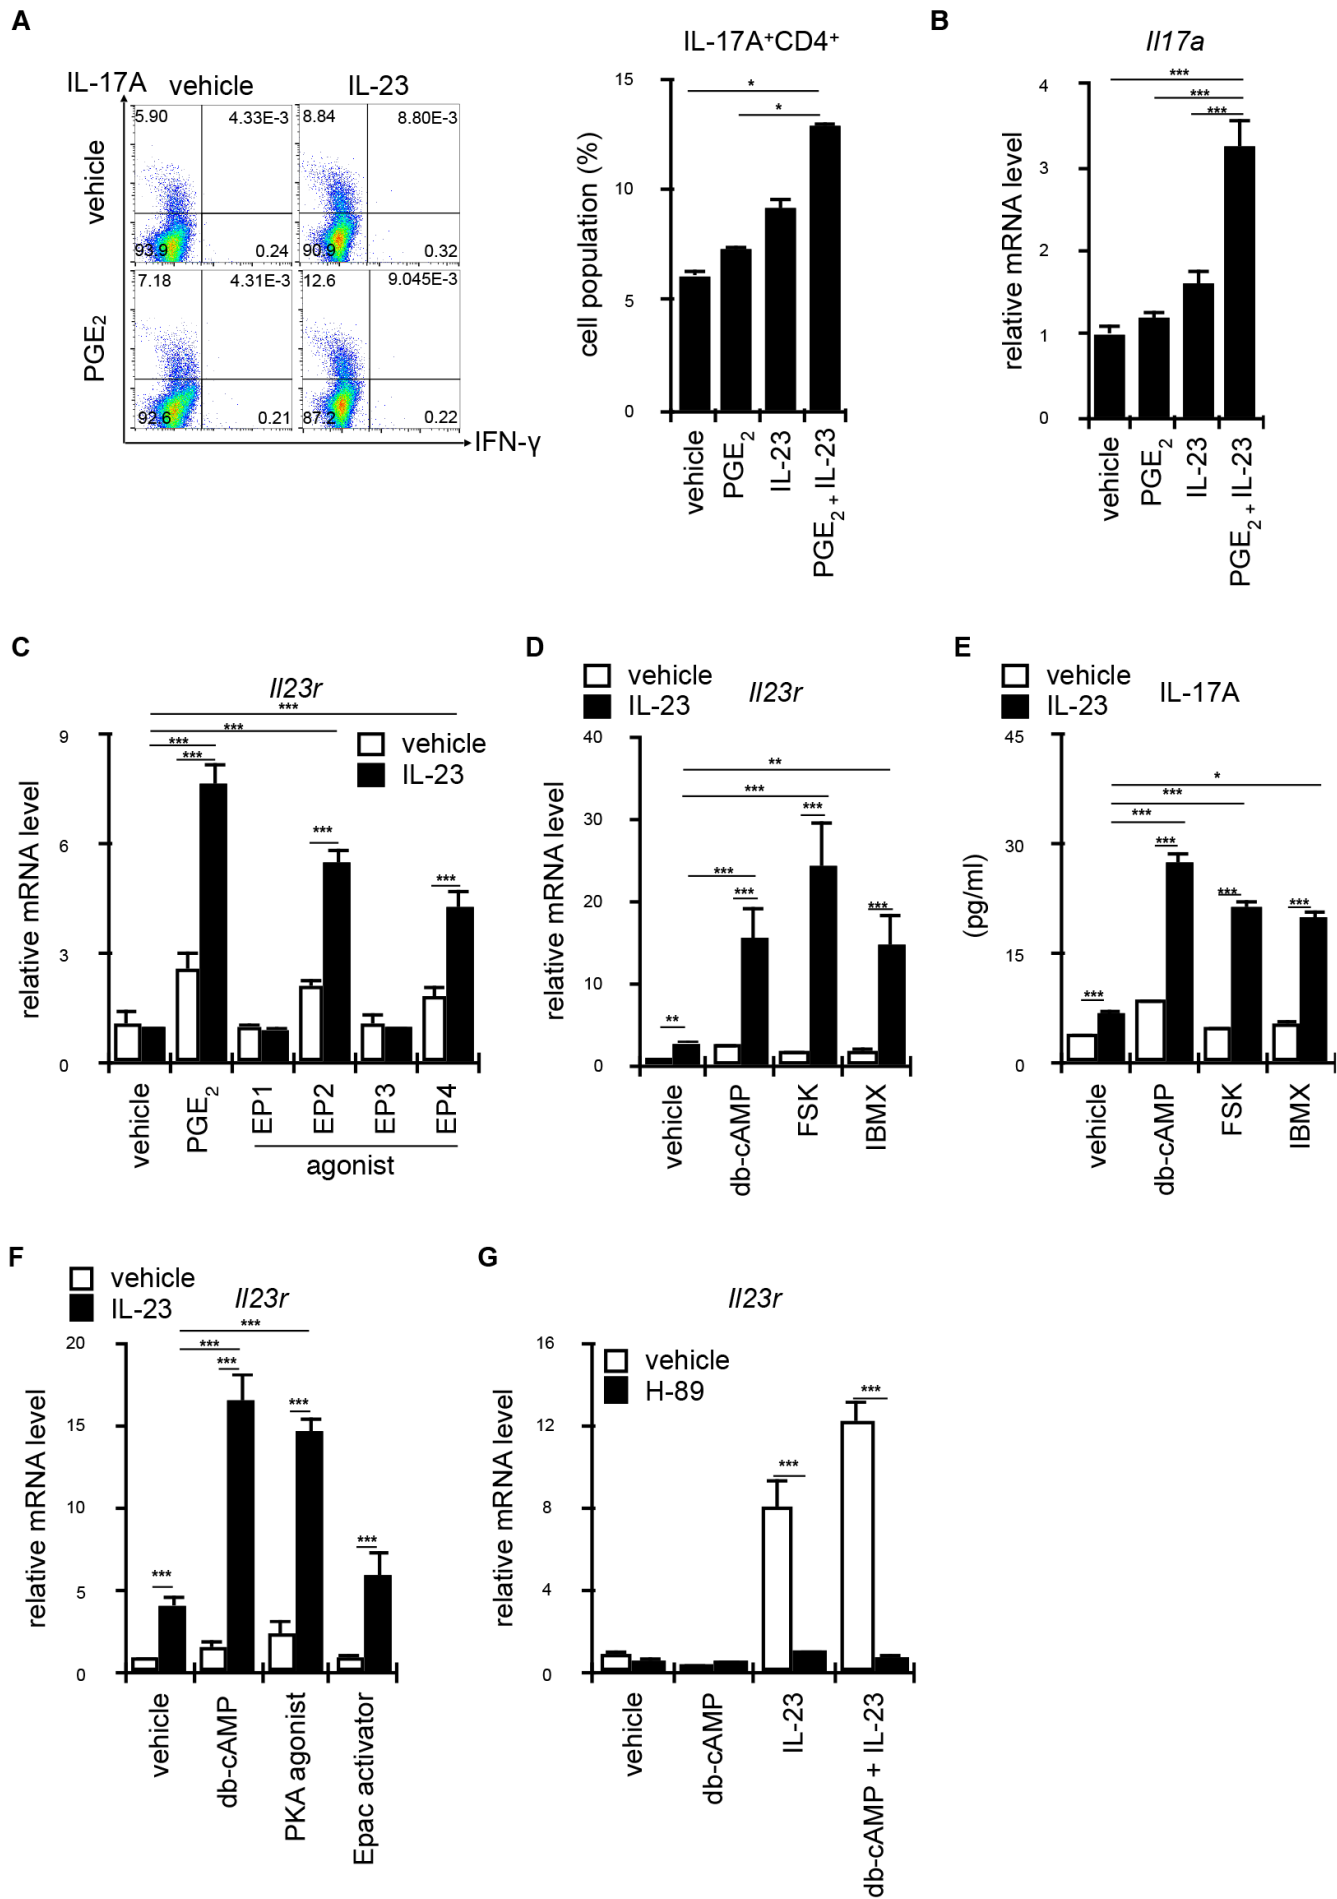 A
IL-17A vehicle IL-23
vehicle
5.90 4.33E-3
93.9 0.24
8.84 8.80E-3
90.9 0.32
PGE2
7.18 4.31E-3
92.6 0.21
12.6 9.045E-3
87.2 0.22
IFN-γ
IL-17A+CD4+
cell population (%)
15
10
5
0
*
*
vehicle
PGE2
IL-23
PGE2 + IL-23
B
Il17a
relative mRNA level
4
3
2
1
0
***
***
***
vehicle
PGE2
IL-23
PGE2 + IL-23
C
Il23r
vehicle
IL-23
relative mRNA level
9
6
3
0
***
***
***
***
***
***
vehicle
PGE2
EP1
EP2
EP3
EP4
agonist
D
vehicle
IL-23
Il23r
relative mRNA level
40
30
20
10
0
**
***
***
***
***
***
**
vehicle
db-cAMP
FSK
IBMX
E
vehicle
IL-23
IL-17A
(pg/ml)
45
30
15
0
*
***
***
***
***
***
***
vehicle
db-cAMP
FSK
IBMX
F
vehicle
IL-23
Il23r
relative mRNA level
20
15
10
5
0
***
***
***
***
***
***
vehicle
db-cAMP
PKA agonist
Epac activator
G
Il23r
vehicle
H-89
relative mRNA level
16
12
8
4
0
***
***
vehicle
db-cAMP
IL-23
db-cAMP + IL-23